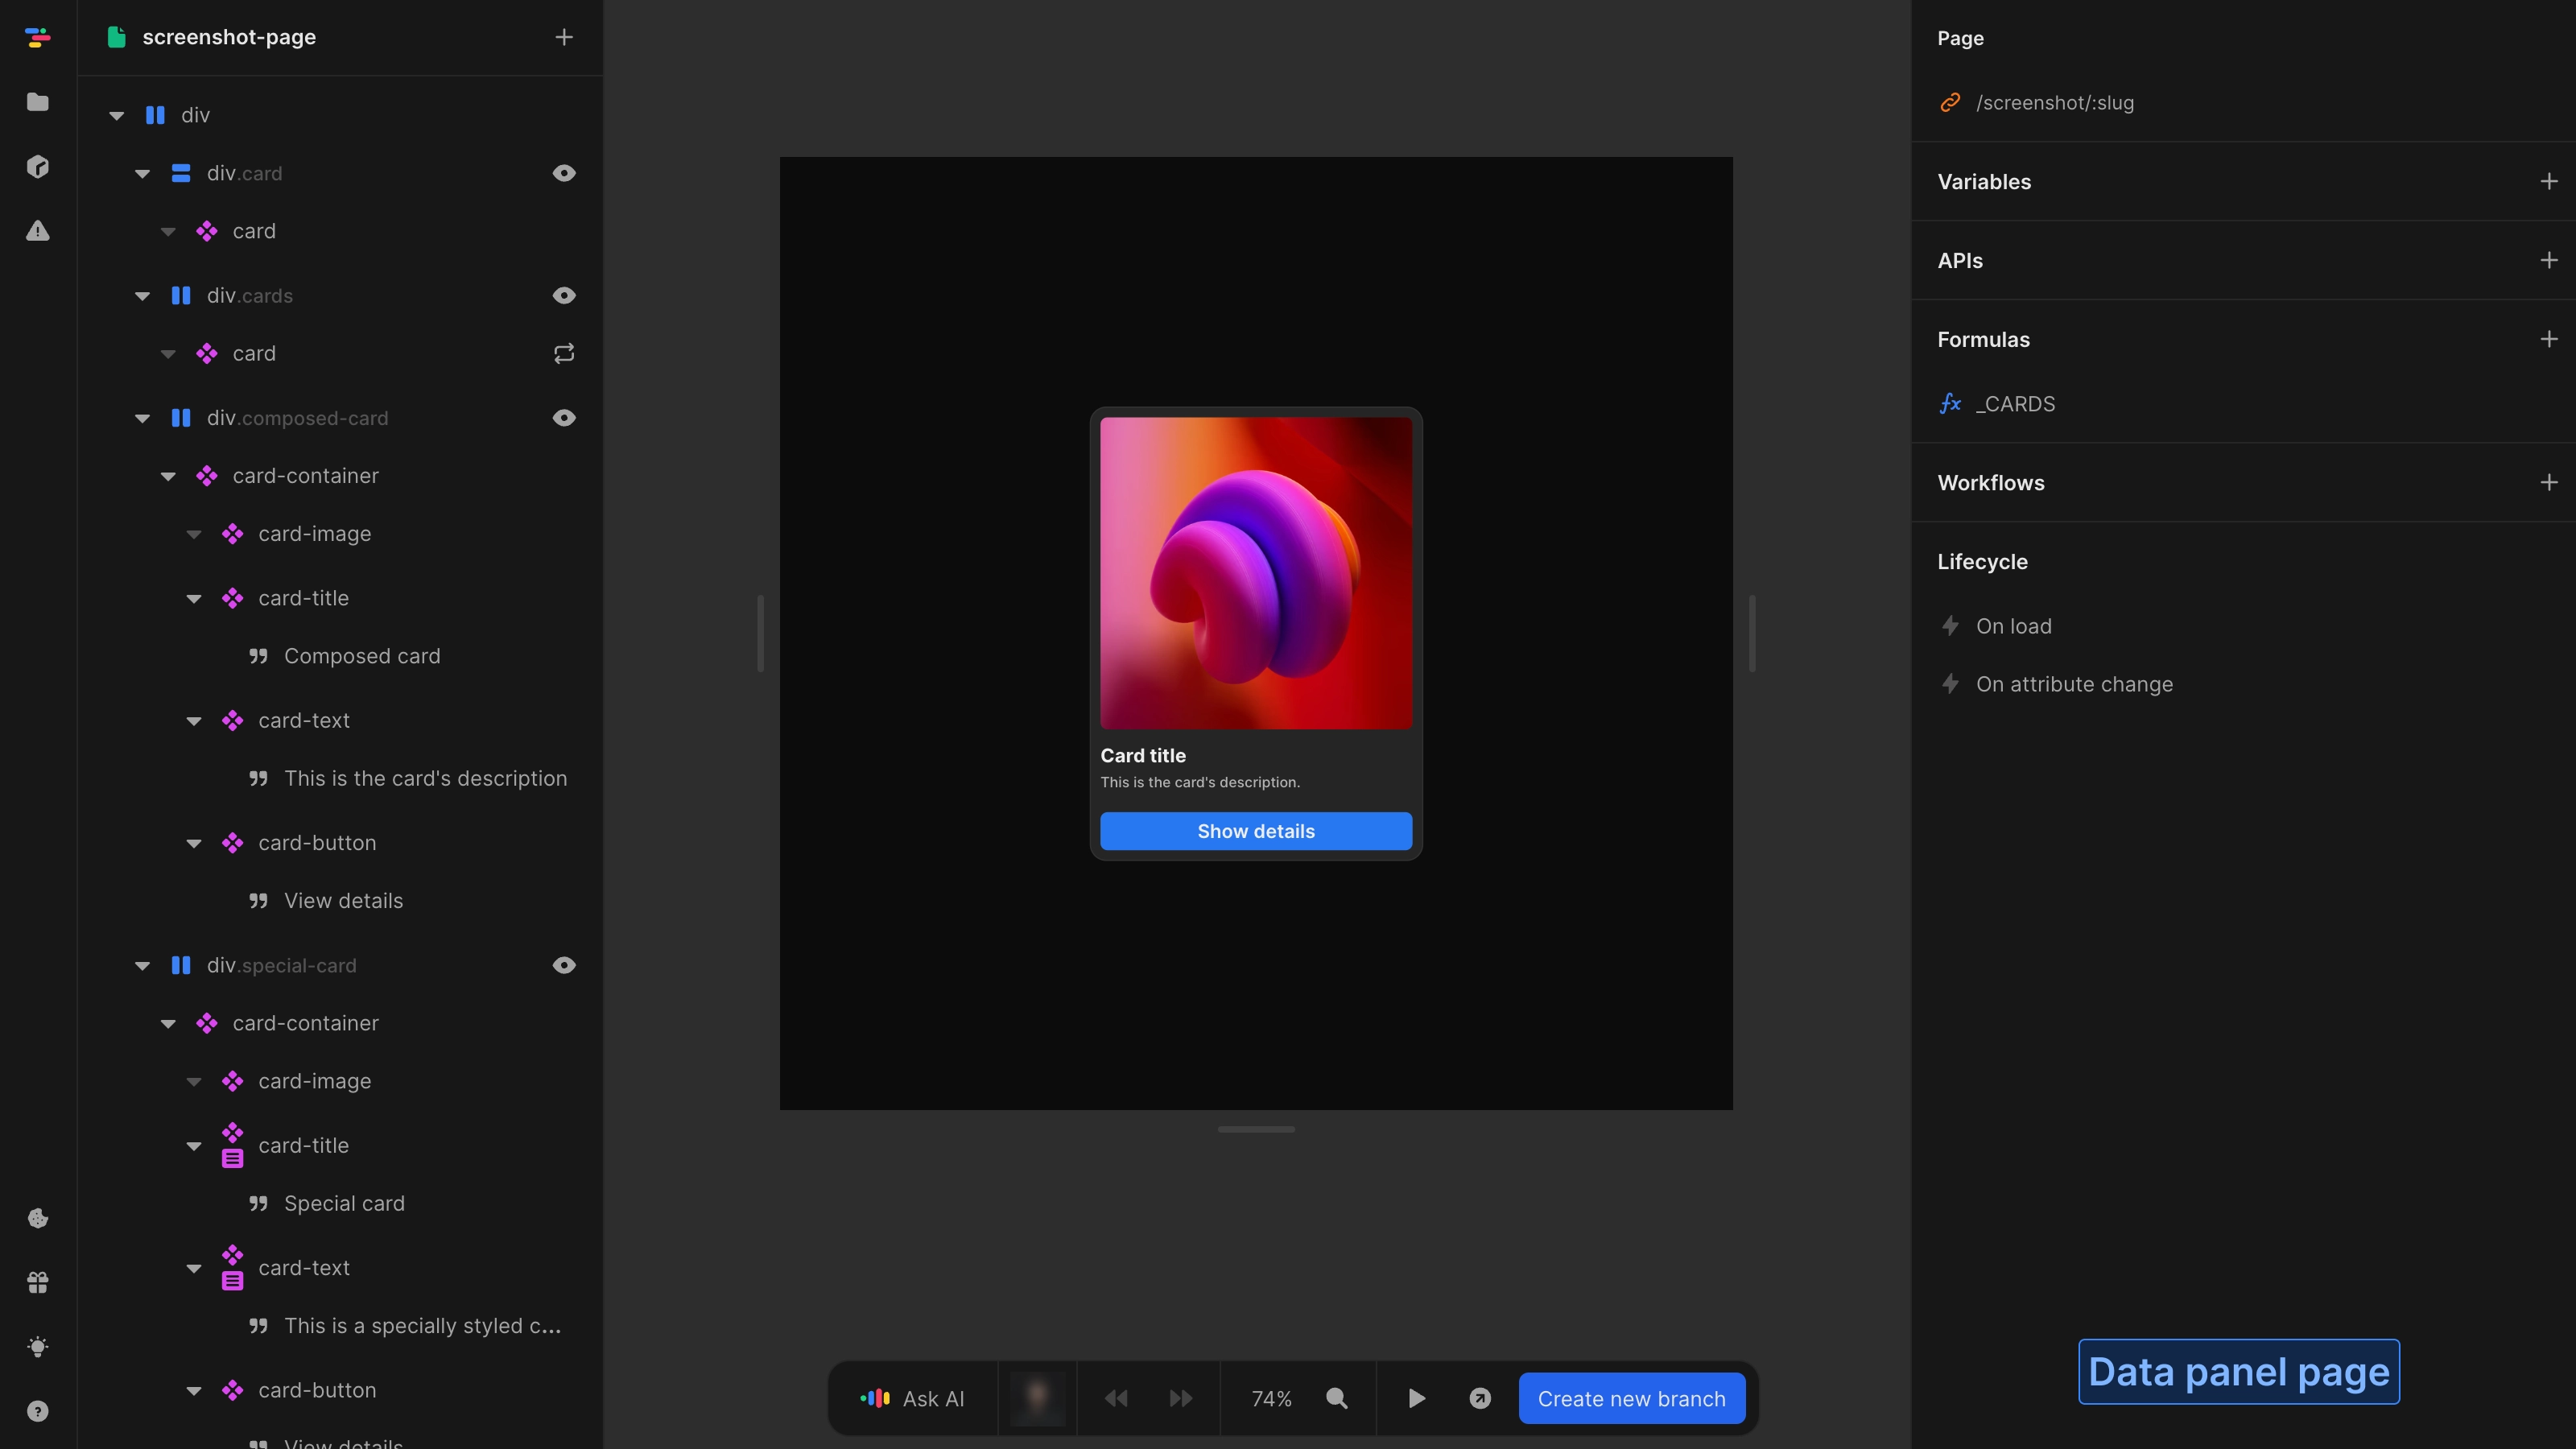 screenshot-page
div
div.card
card
div.cards
card
div.composed-card
card-container
card-image
card-title
Composed card
card-text
This is the card's description
card-button
View details
div.special-card
card-container
card-image
card-title
Special card
card-text
This is a specially styled c...
card-button
View details
Card title
This is the card's description.
Show details
Ask AI
74%
Create new branch
Page
/screenshot/:slug
Variables
APIs
Formulas
fx _CARDS
Workflows
Lifecycle
On load
On attribute change
Data panel page